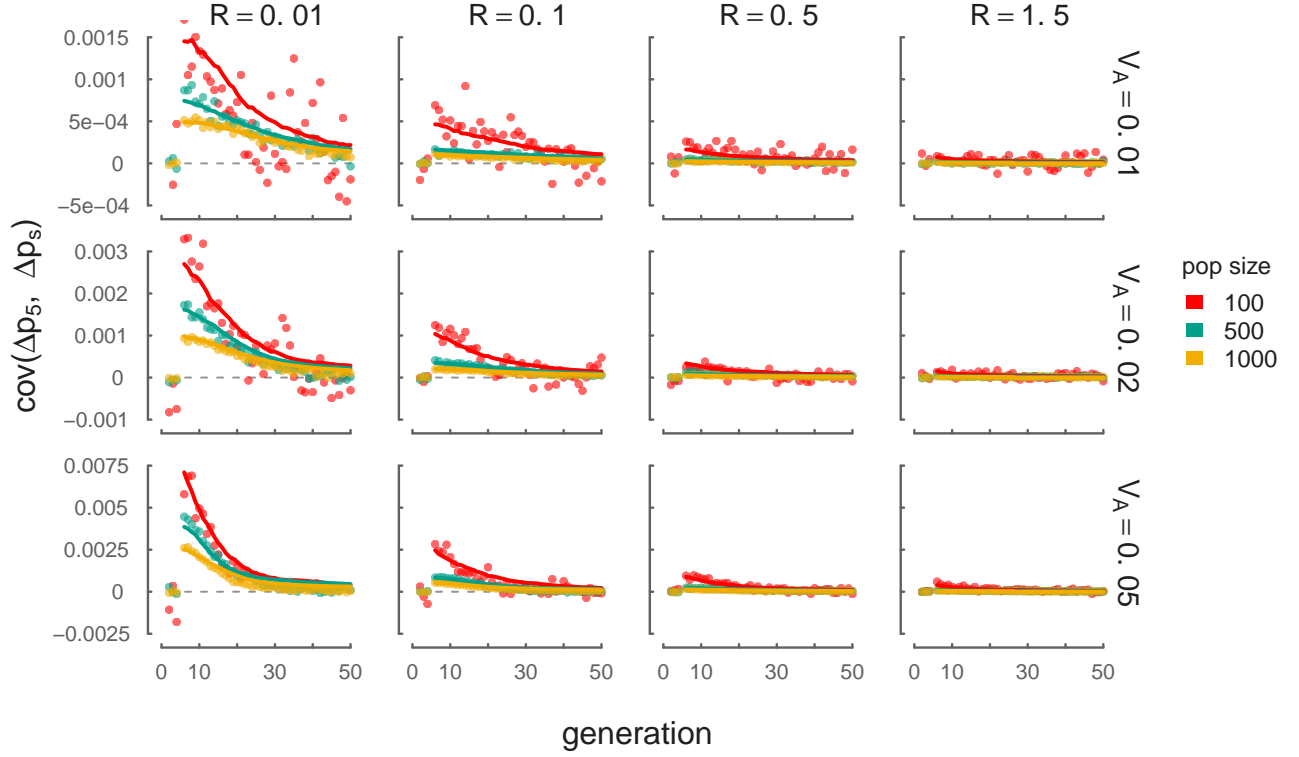 R = 0.01 R = 0.1 R = 0.5 R = 1.5
0.0015
0.001
5e−04
0
−5e−04
V_A = 0.01
0.003
0.002
0.001
0
−0.001
V_A = 0.02
0.0075
0.005
0.0025
0
−0.0025
V_A = 0.05
0 10 30 50 0 10 30 50 0 10 30 50 0 10 30 50
generation
cov(Δp₅, Δpₛ)
pop size
100
500
1000